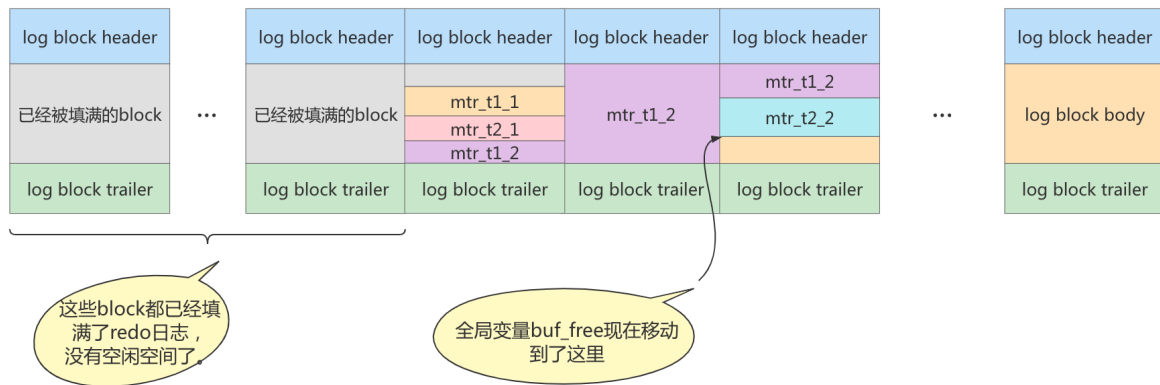 log block header
log block header
log block header
log block header
log block header
log block header
已经被填满的block
...
已经被填满的block
mtr_t1_1
mtr_t2_1
mtr_t1_2
mtr_t1_2
mtr_t1_2
mtr_t2_2
...
log block body
log block trailer
log block trailer
log block trailer
log block trailer
log block trailer
log block trailer
这些block都已经填
满了redo日志，
没有空闲空间了。
全局变量buf_free现在移动
到了这里